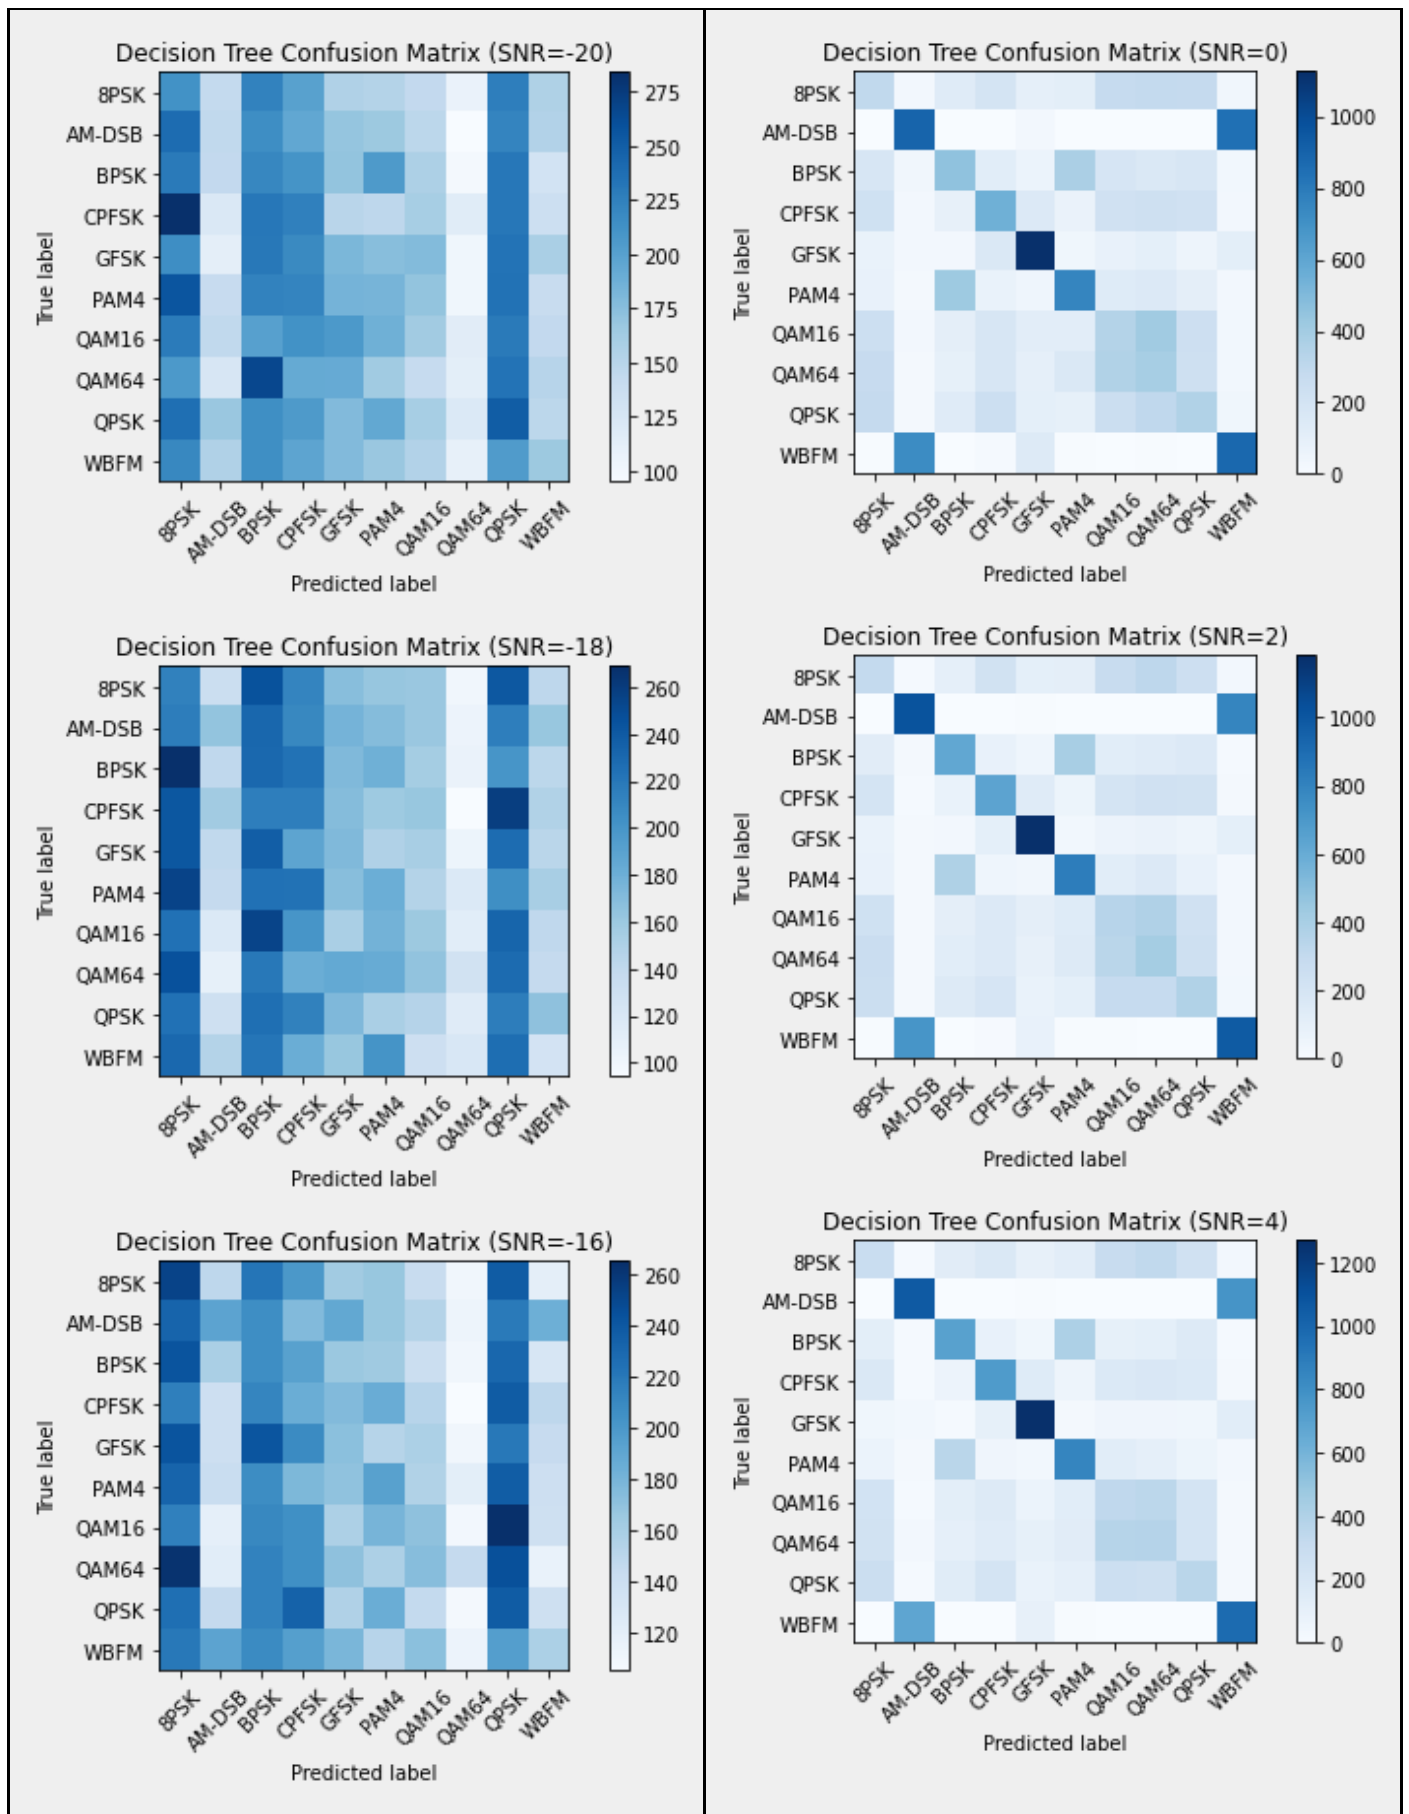 Decision Tree Confusion Matrix (SNR=-20)
True label
8PSK
AM-DSB
BPSK
CPFSK
GFSK
PAM4
QAM16
QAM64
QPSK
WBFM
275
250
225
200
175
150
125
100
8PSK AM-DSB BPSK CPFSK GFSK PAM4 QAM16 QAM64 QPSK WBFM
Predicted label
Decision Tree Confusion Matrix (SNR=-18)
True label
8PSK
AM-DSB
BPSK
CPFSK
GFSK
PAM4
QAM16
QAM64
QPSK
WBFM
260
240
220
200
180
160
140
120
100
8PSK AM-DSB BPSK CPFSK GFSK PAM4 QAM16 QAM64 QPSK WBFM
Predicted label
Decision Tree Confusion Matrix (SNR=-16)
True label
8PSK
AM-DSB
BPSK
CPFSK
GFSK
PAM4
QAM16
QAM64
QPSK
WBFM
260
240
220
200
180
160
140
120
8PSK AM-DSB BPSK CPFSK GFSK PAM4 QAM16 QAM64 QPSK WBFM
Predicted label
Decision Tree Confusion Matrix (SNR=0)
True label
8PSK
AM-DSB
BPSK
CPFSK
GFSK
PAM4
QAM16
QAM64
QPSK
WBFM
1000
800
600
400
200
0
8PSK AM-DSB BPSK CPFSK GFSK PAM4 QAM16 QAM64 QPSK WBFM
Predicted label
Decision Tree Confusion Matrix (SNR=2)
True label
8PSK
AM-DSB
BPSK
CPFSK
GFSK
PAM4
QAM16
QAM64
QPSK
WBFM
1000
800
600
400
200
0
8PSK AM-DSB BPSK CPFSK GFSK PAM4 QAM16 QAM64 QPSK WBFM
Predicted label
Decision Tree Confusion Matrix (SNR=4)
True label
8PSK
AM-DSB
BPSK
CPFSK
GFSK
PAM4
QAM16
QAM64
QPSK
WBFM
1200
1000
800
600
400
200
0
8PSK AM-DSB BPSK CPFSK GFSK PAM4 QAM16 QAM64 QPSK WBFM
Predicted label